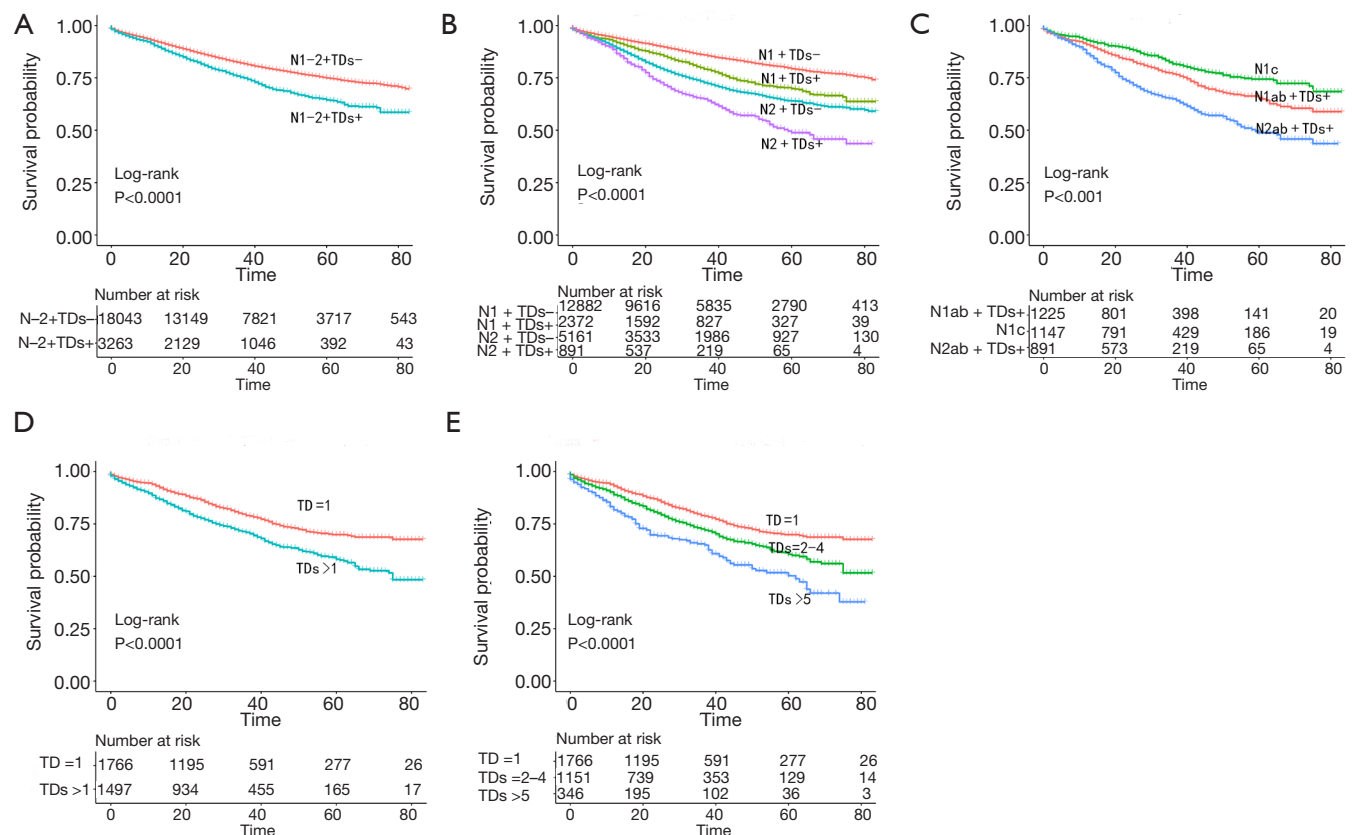 A
Survival probability
1.00
0.75
0.50
0.25
0.00
N1−2+TDs−
N1−2+TDs+
Log-rank
P<0.0001
0 20 40 60 80
Time
Number at risk
N−2+TDs− 18043 13149 7821 3717 543
N−2+TDs+ 3263 2129 1046 392 43
0 20 40 60 80
Time
B
Survival probability
1.00
0.75
0.50
0.25
0.00
N1 + TDs−
N1 + TDs+
N2 + TDs−
N2 + TDs+
Log-rank
P<0.0001
0 20 40 60 80
Time
Number at risk
N1 + TDs− 12882 9616 5835 2790 413
N1 + TDs+ 2372 1592 827 327 39
N2 + TDs− 5161 3533 1986 927 130
N2 + TDs+ 891 537 219 65 4
0 20 40 60 80
Time
C
Survival probability
1.00
0.75
0.50
0.25
0.00
N1c
N1ab + TDs+
N2ab + TDs+
Log-rank
P<0.001
0 20 40 60 80
Time
Number at risk
N1ab + TDs+ 1225 801 398 141 20
N1c 1147 791 429 186 19
N2ab + TDs+ 891 573 219 65 4
0 20 40 60 80
Time
D
Survival probability
1.00
0.75
0.50
0.25
0.00
TD =1
TDs >1
Log-rank
P<0.0001
0 20 40 60 80
Time
Number at risk
TD =1 1766 1195 591 277 26
TDs >1 1497 934 455 165 17
0 20 40 60 80
Time
E
Survival probability
1.00
0.75
0.50
0.25
0.00
TD =1
TDs=2−4
TDs >5
Log-rank
P<0.0001
0 20 40 60 80
Time
Number at risk
TD =1 1766 1195 591 277 26
TDs =2−4 1151 739 353 129 14
TDs >5 346 195 102 36 3
0 20 40 60 80
Time